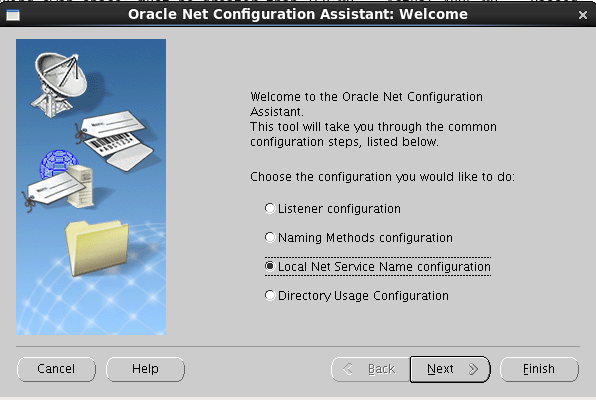 Oracle Net Configuration Assistant: Welcome
Welcome to the Oracle Net Configuration
Assistant.
This tool will take you through the common
configuration steps, listed below.
Choose the configuration you would like to do:
Listener configuration
Naming Methods configuration
Local Net Service Name configuration
Directory Usage Configuration
Cancel
Help
Back
Next
Finish